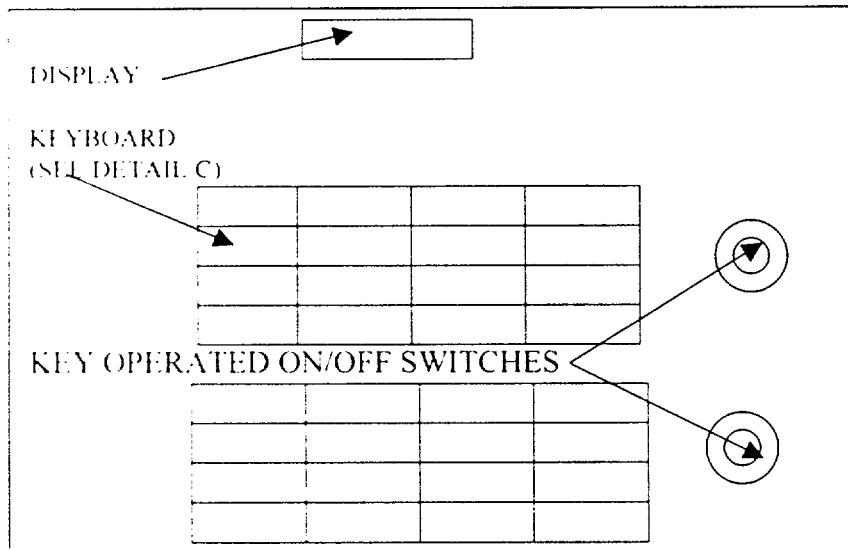 DISPLAY
KEYBOARD
(SEE DETAIL C)
KEY OPERATED ON/OFF SWITCHES